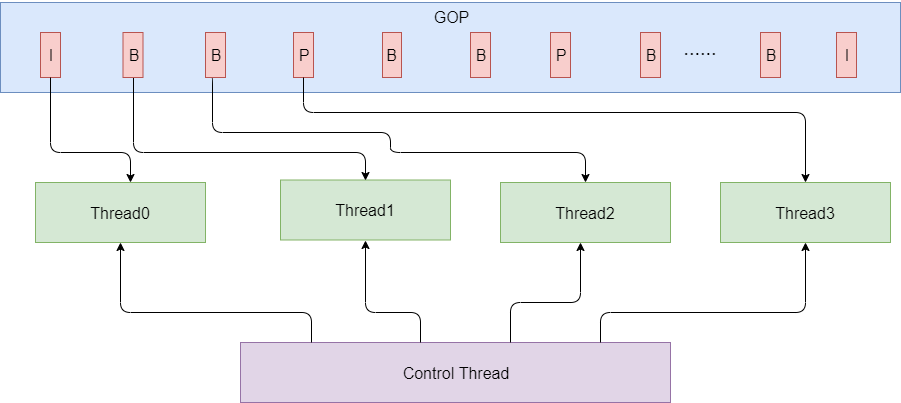 GOP
I B B P B B P B ...... B I
Thread0 Thread1 Thread2 Thread3
Control Thread